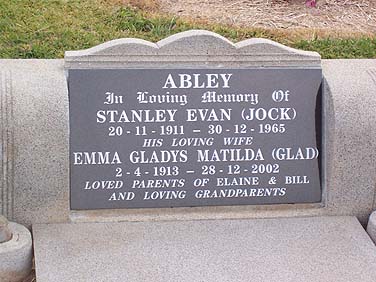 ABLEY
In Loving Memory Of
STANLEY EVAN (JOCK)
20 - 11 - 1911 — 30 - 12 - 1965
HIS LOVING WIFE
EMMA GLADYS MATILDA (GLAD)
2 - 4 - 1913 — 28 - 12 - 2002
LOVED PARENTS OF ELAINE & BILL
AND LOVING GRANDPARENTS